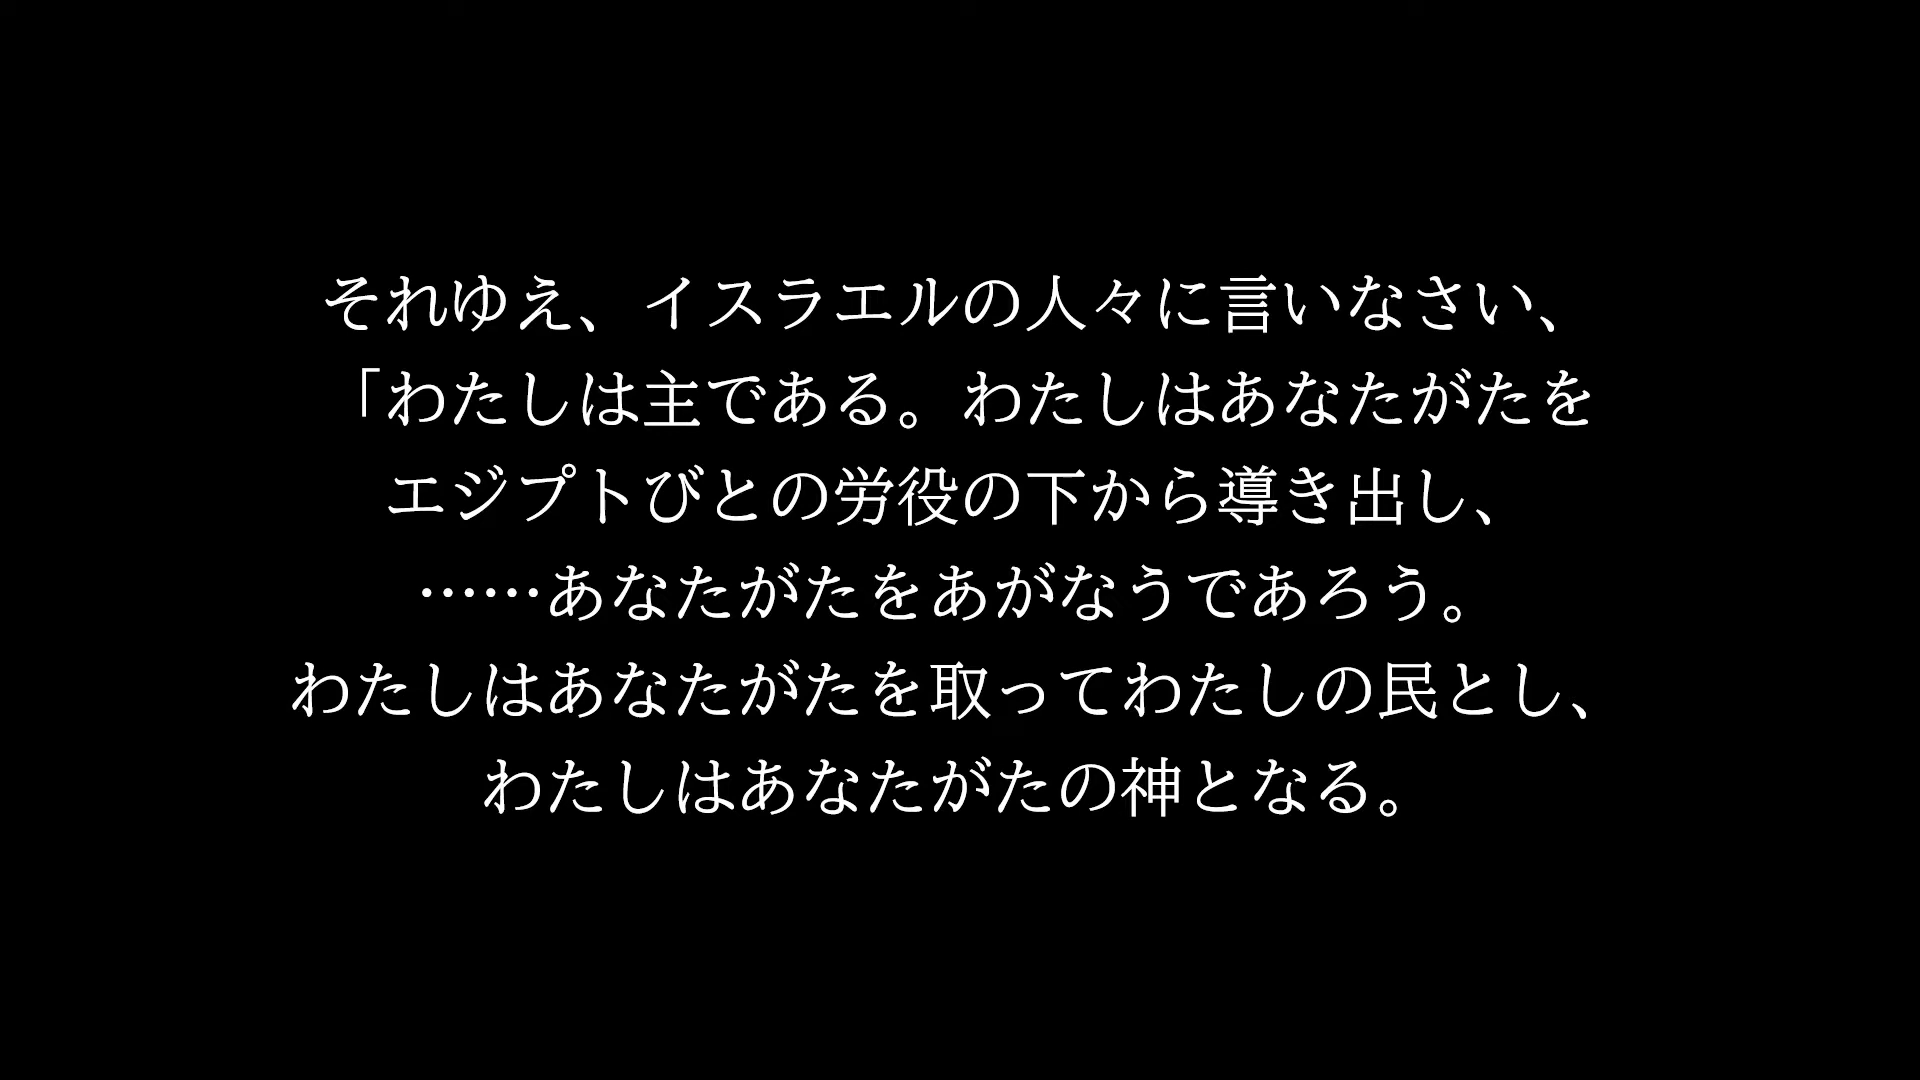 それゆえ、イスラエルの人々に言いなさい、
「わたしは主である。わたしはあなたがたを
エジプトびとの労役の下から導き出し、
……あなたがたをあがなうであろう。
わたしはあなたがたを取ってわたしの民とし、
わたしはあなたがたの神となる。